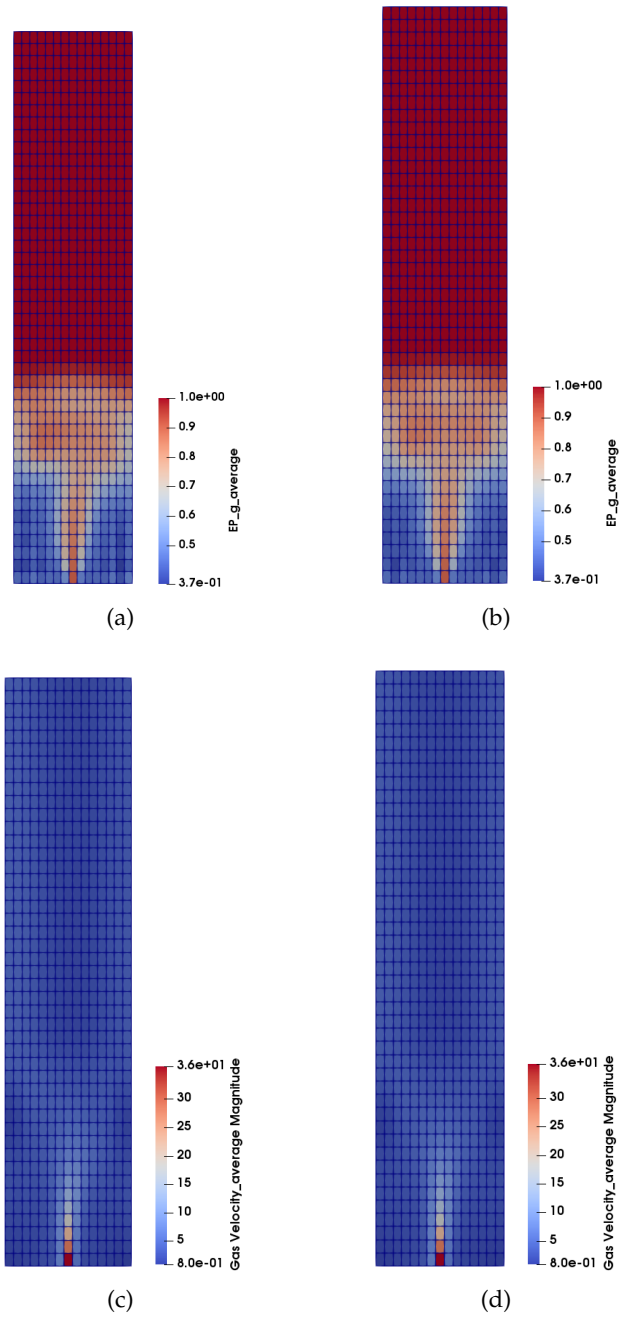 1.0e+00
0.9
0.8
0.7
0.6
0.5
3.7e-01
EP_g_average
(a)
1.0e+00
0.9
0.8
0.7
0.6
0.5
3.7e-01
EP_g_average
(b)
3.6e+01
30
25
20
15
10
5
8.0e-01
Gas Velocity_average Magnitude
(c)
3.6e+01
30
25
20
15
10
5
8.0e-01
Gas Velocity_average Magnitude
(d)